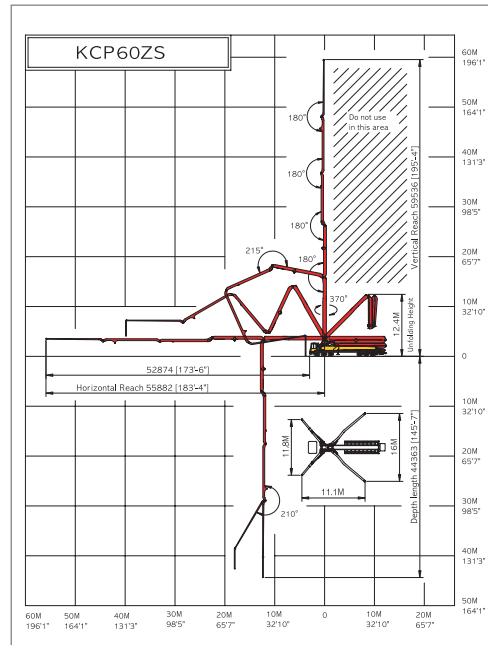 KCP60ZS
60M
196'1"
50M
164'1"
40M
131'3"
30M
98'5"
20M
65'7"
10M
32'10"
0
10M
32'10"
20M
65'7"
30M
98'5"
40M
131'3"
50M
164'1"
180°
Do not use
in this area
180°
180°
215°
180°
370°
Vertical Reach 59536 [195'-4"]
12.4M
Unfolding Height
52874 [173'-6"]
Horizontal Reach 55882 [183'-4"]
11.8M
16M
11.1M
Depth length 44363 [145'-7"]
210°
60M
196'1"
50M
164'1"
40M
131'3"
30M
98'5"
20M
65'7"
10M
32'10"
0
10M
32'10"
20M
65'7"